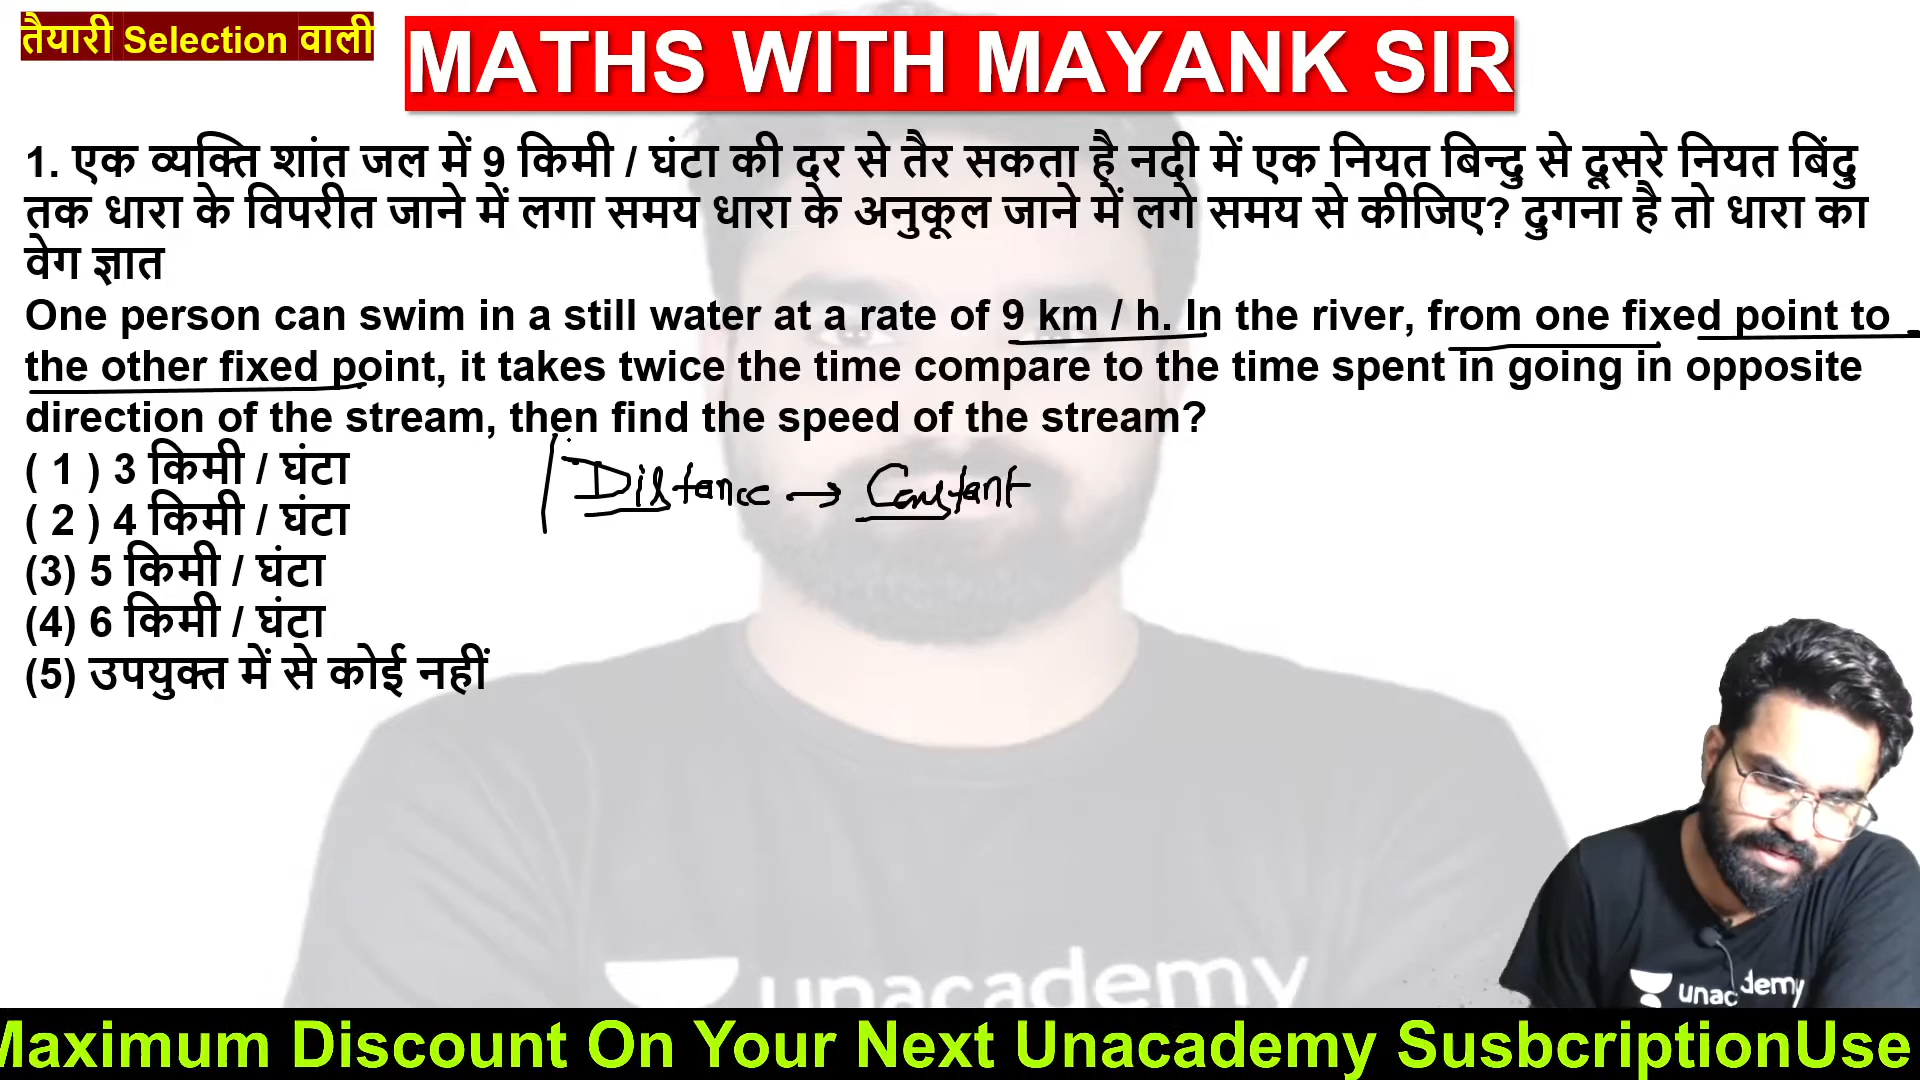 तैयारी Selection वाली
MATHS WITH MAYANK SIR
1. एक व्यक्ति शांत जल में 9 किमी / घंटा की दर से तैर सकता है नदी में एक नियत बिन्दु से दूसरे नियत बिंदु
तक धारा के विपरीत जाने में लगा समय धारा के अनुकूल जाने में लगे समय से कीजिए? दुगना है तो धारा का
वेग ज्ञात
One person can swim in a still water at a rate of 9 km / h. In the river, from one fixed point to
the other fixed point, it takes twice the time compare to the time spent in going in opposite
direction of the stream, then find the speed of the stream?
( 1 ) 3 किमी / घंटा
( 2 ) 4 किमी / घंटा
(3) 5 किमी / घंटा
(4) 6 किमी / घंटा
(5) उपयुक्त में से कोई नहीं
Distance → Constant
unacademy
unacademy
Maximum Discount On Your Next Unacademy SusbcriptionUse